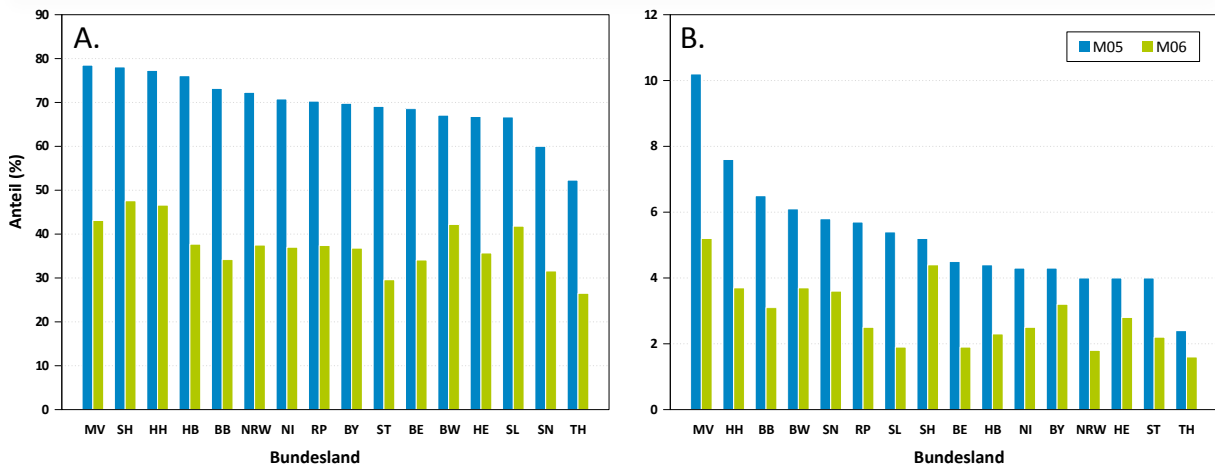 A.
Anteil (%)
90
80
70
60
50
40
30
20
10
0
MV SH HH HB BB NRW NI RP BY ST BE BW HE SL SN TH
Bundesland
B.
M05 M06
12
10
8
6
4
2
0
MV HH BB BW SN RP SL SH BE HB NI BY NRW HE ST TH
Bundesland